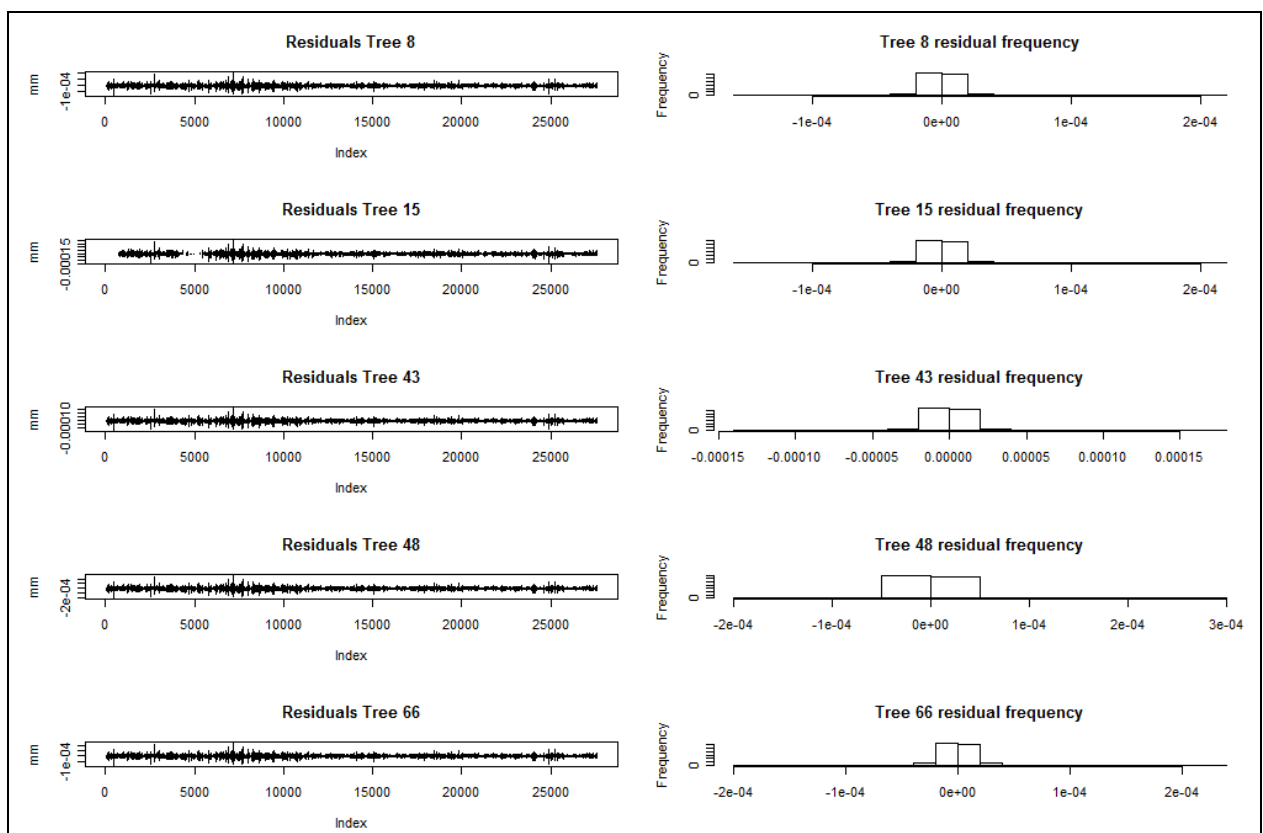 Residuals Tree 8
mm
-1e-04
0 5000 10000 15000 20000 25000
Index
Tree 8 residual frequency
Frequency
0
-1e-04 0e+00 1e-04 2e-04
Residuals Tree 15
mm
-0.00015
0 5000 10000 15000 20000 25000
Index
Tree 15 residual frequency
Frequency
0
-1e-04 0e+00 1e-04 2e-04
Residuals Tree 43
mm
-0.00010
0 5000 10000 15000 20000 25000
Index
Tree 43 residual frequency
Frequency
0
-0.00015 -0.00010 -0.00005 0.00000 0.00005 0.00010 0.00015
Residuals Tree 48
mm
-2e-04
0 5000 10000 15000 20000 25000
Index
Tree 48 residual frequency
Frequency
0
-2e-04 -1e-04 0e+00 1e-04 2e-04 3e-04
Residuals Tree 66
mm
-1e-04
0 5000 10000 15000 20000 25000
Index
Tree 66 residual frequency
Frequency
0
-2e-04 -1e-04 0e+00 1e-04 2e-04